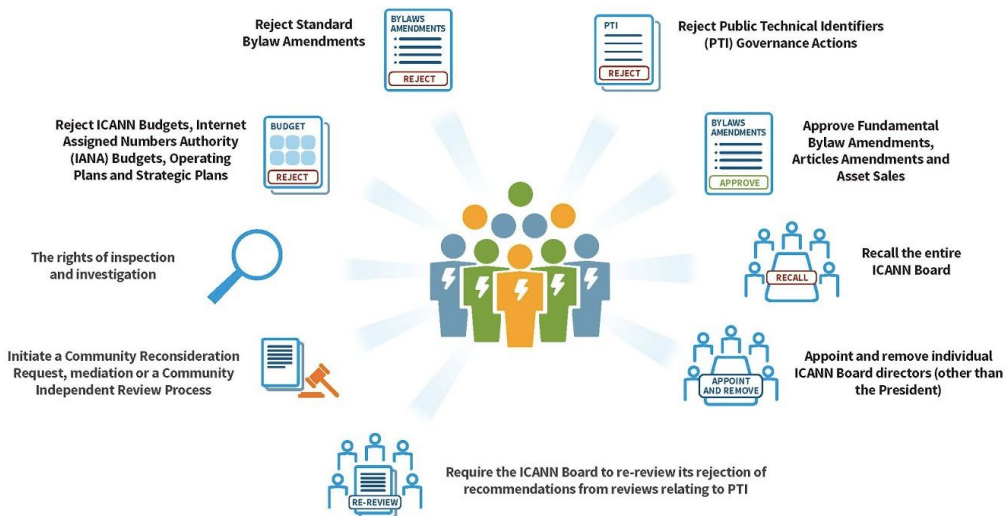 Reject Standard
Bylaw Amendments
BYLAWS
AMENDMENTS
REJECT
PTI
REJECT
Reject Public Technical Identifiers
(PTI) Governance Actions
Reject ICANN Budgets, Internet
Assigned Numbers Authority
(IANA) Budgets, Operating
Plans and Strategic Plans
BUDGET
REJECT
BYLAWS
AMENDMENTS
APPROVE
Approve Fundamental
Bylaw Amendments,
Articles Amendments and
Asset Sales
The rights of inspection
and investigation
RECALL
Recall the entire
ICANN Board
Initiate a Community Reconsideration
Request, mediation or a Community
Independent Review Process
APPOINT
AND REMOVE
Appoint and remove individual
ICANN Board directors (other than
the President)
RE-REVIEW
Require the ICANN Board to re-review its rejection of
recommendations from reviews relating to PTI